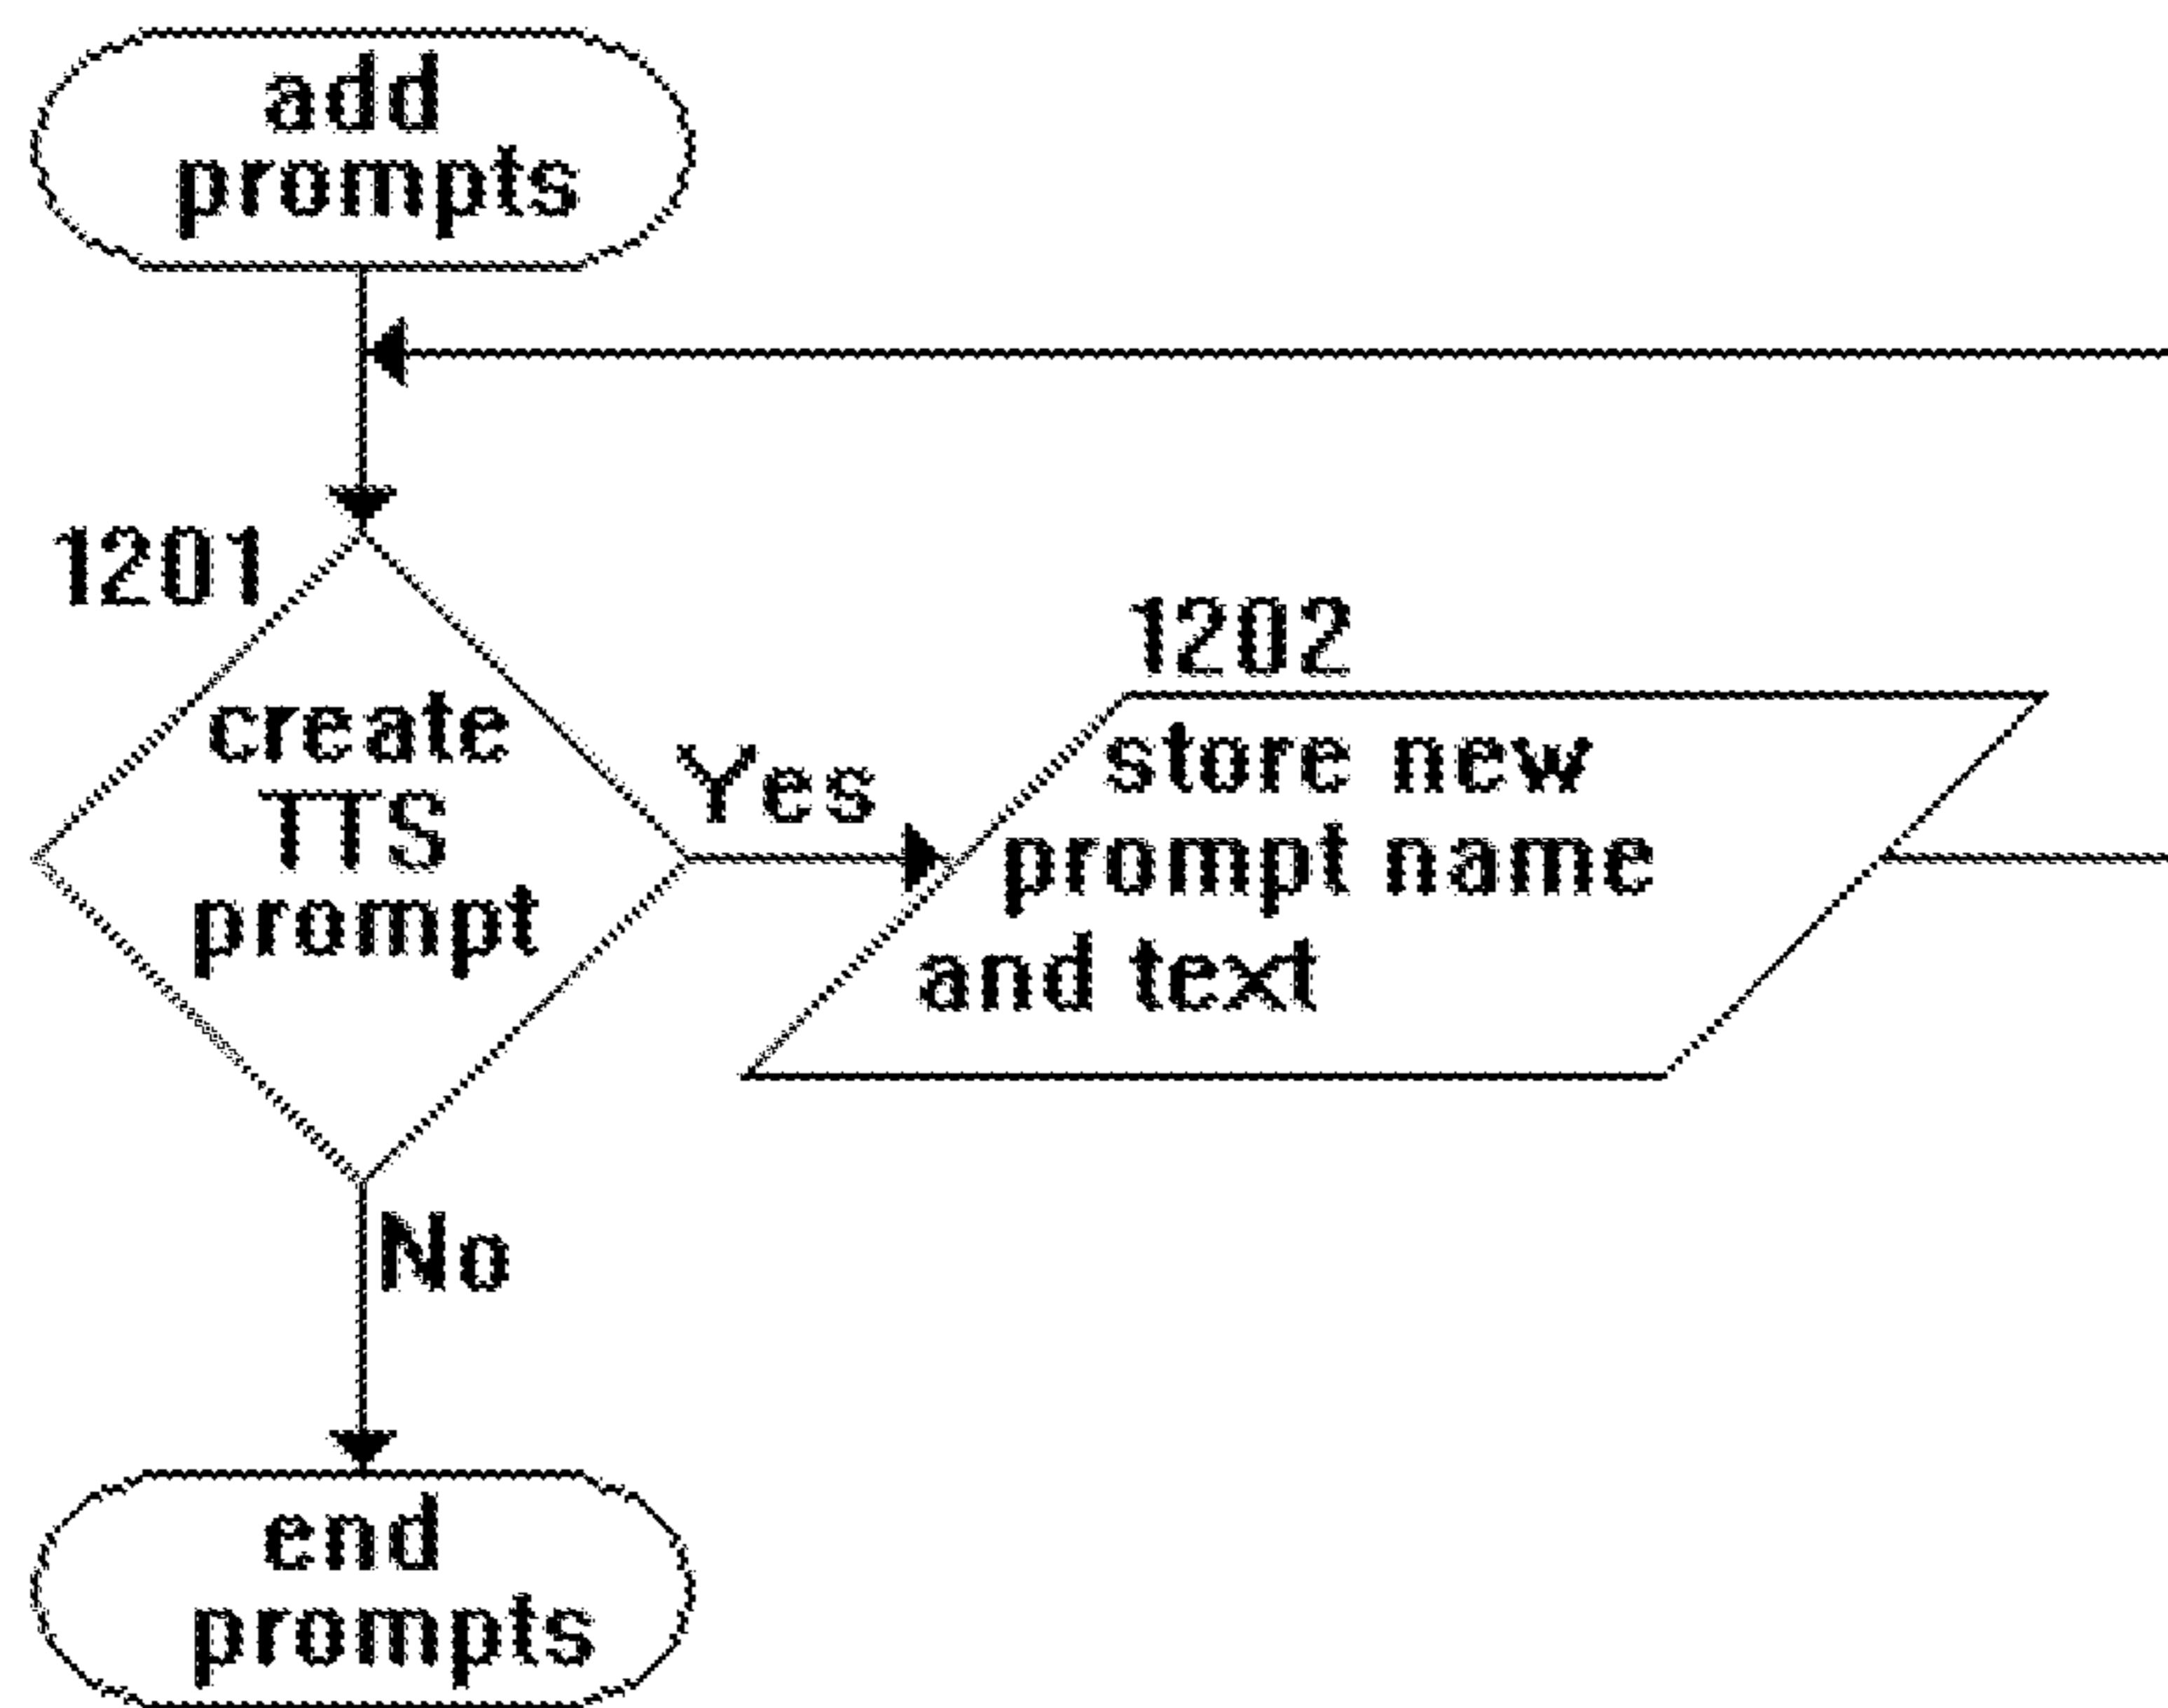 add
prompts
1201
create
TTS
prompt
Yes
1202
store new
prompt name
and text
No
end
prompts